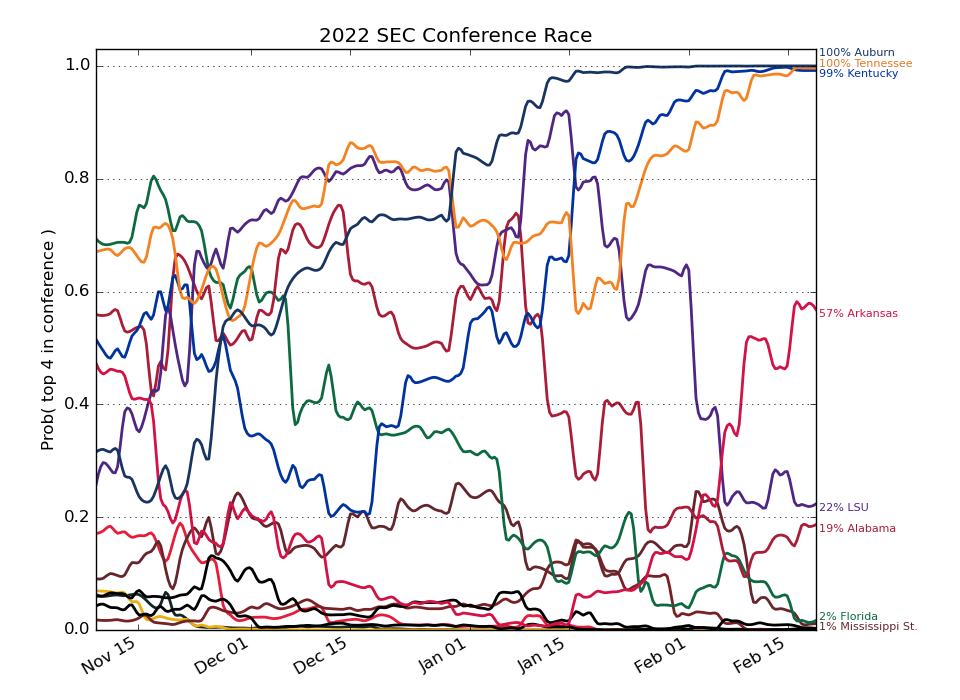 2022 SEC Conference Race
Prob( top 4 in conference )
1.0
0.8
0.6
0.4
0.2
0.0
Nov 15
Dec 01
Dec 15
Jan 01
Jan 15
Feb 01
Feb 15
100% Auburn
100% Tennessee
99% Kentucky
57% Arkansas
22% LSU
19% Alabama
2% Florida
1% Mississippi St.